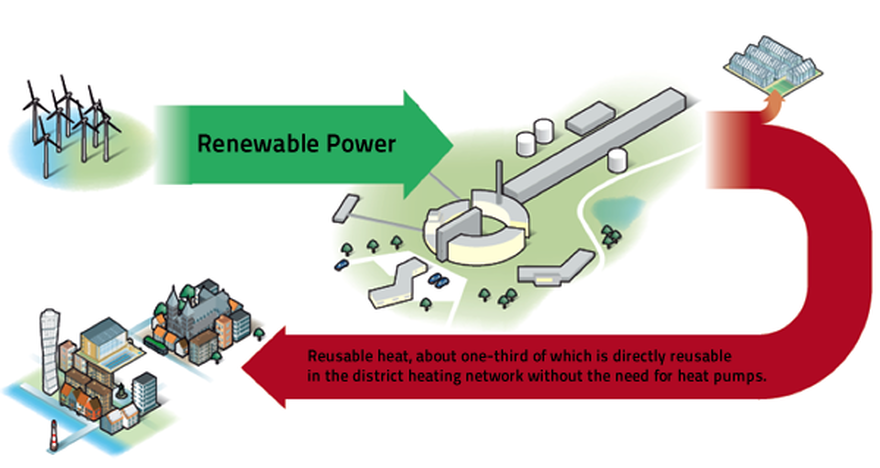 Renewable Power
Reusable heat, about one-third of which is directly reusable
in the district heating network without the need for heat pumps.